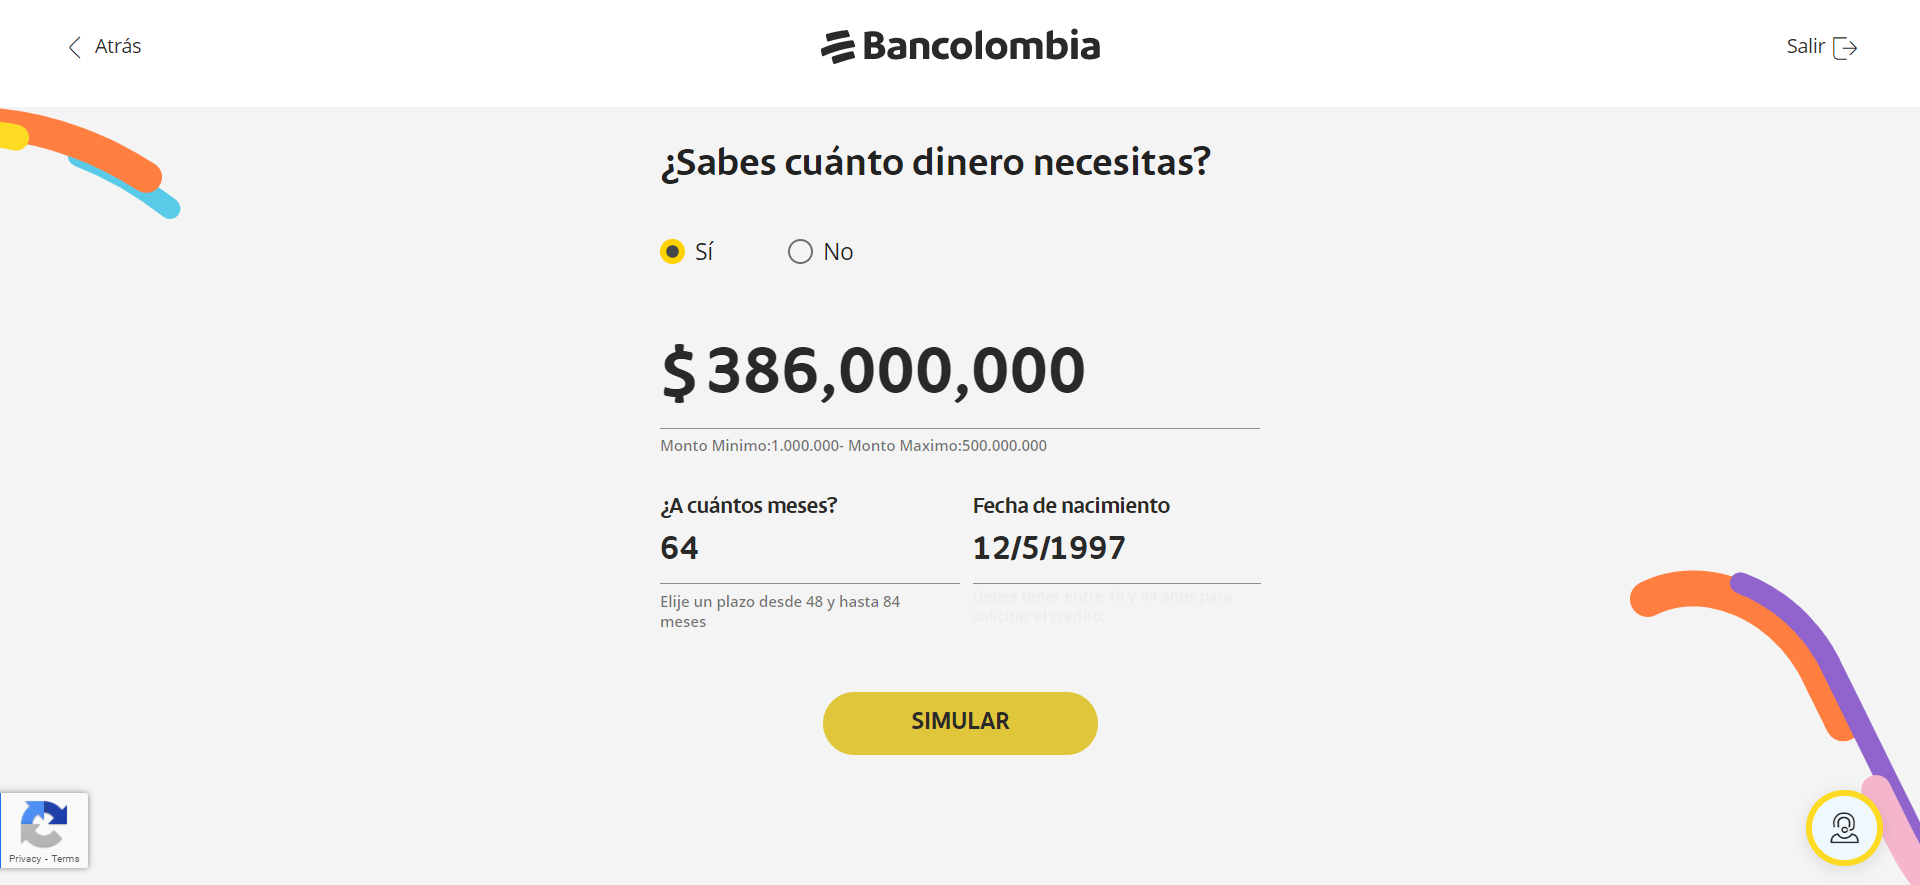 Atrás
Bancolombia
Salir
¿Sabes cuánto dinero necesitas?
Sí
No
$ 386,000,000
Monto Minimo:1.000.000- Monto Maximo:500.000.000
¿A cuántos meses?
Fecha de nacimiento
64
12/5/1997
Elije un plazo desde 48 y hasta 84
meses
Debes tener entre 18 y 84 años para
solicitar el crédito.
SIMULAR
Privacy - Terms